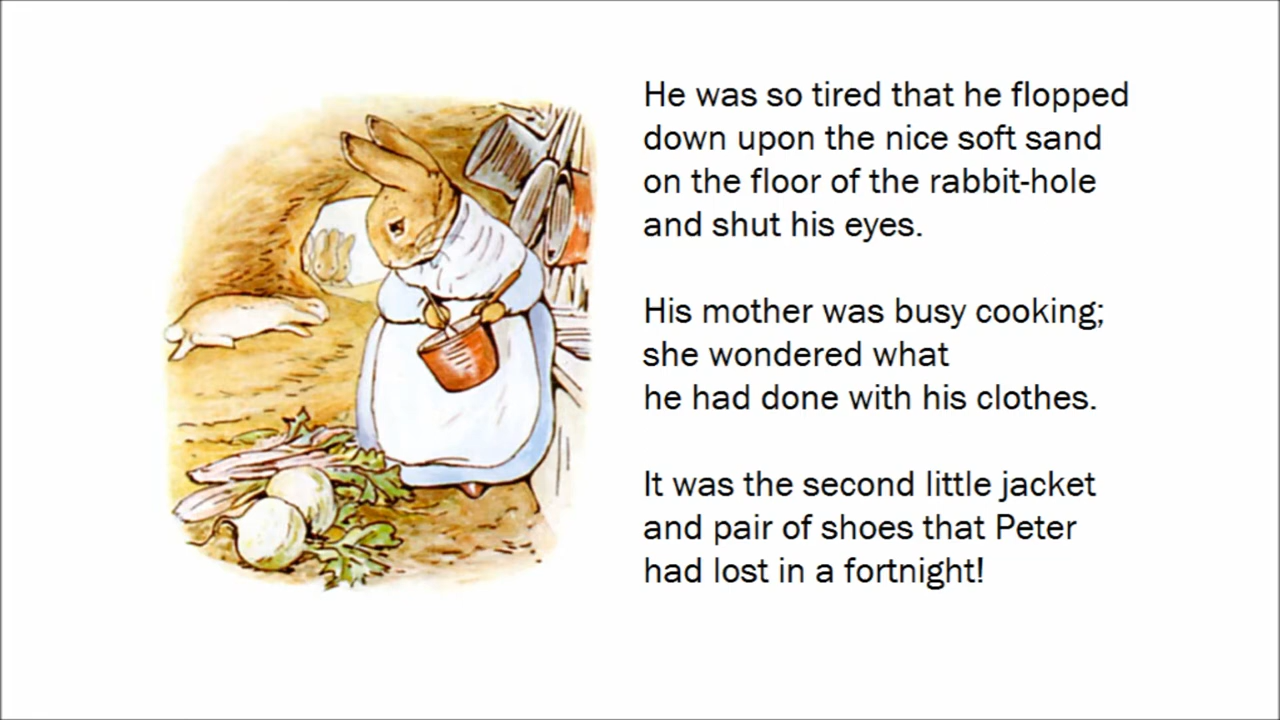 He was so tired that he flopped
down upon the nice soft sand
on the floor of the rabbit-hole
and shut his eyes.
His mother was busy cooking;
she wondered what
he had done with his clothes.
It was the second little jacket
and pair of shoes that Peter
had lost in a fortnight!